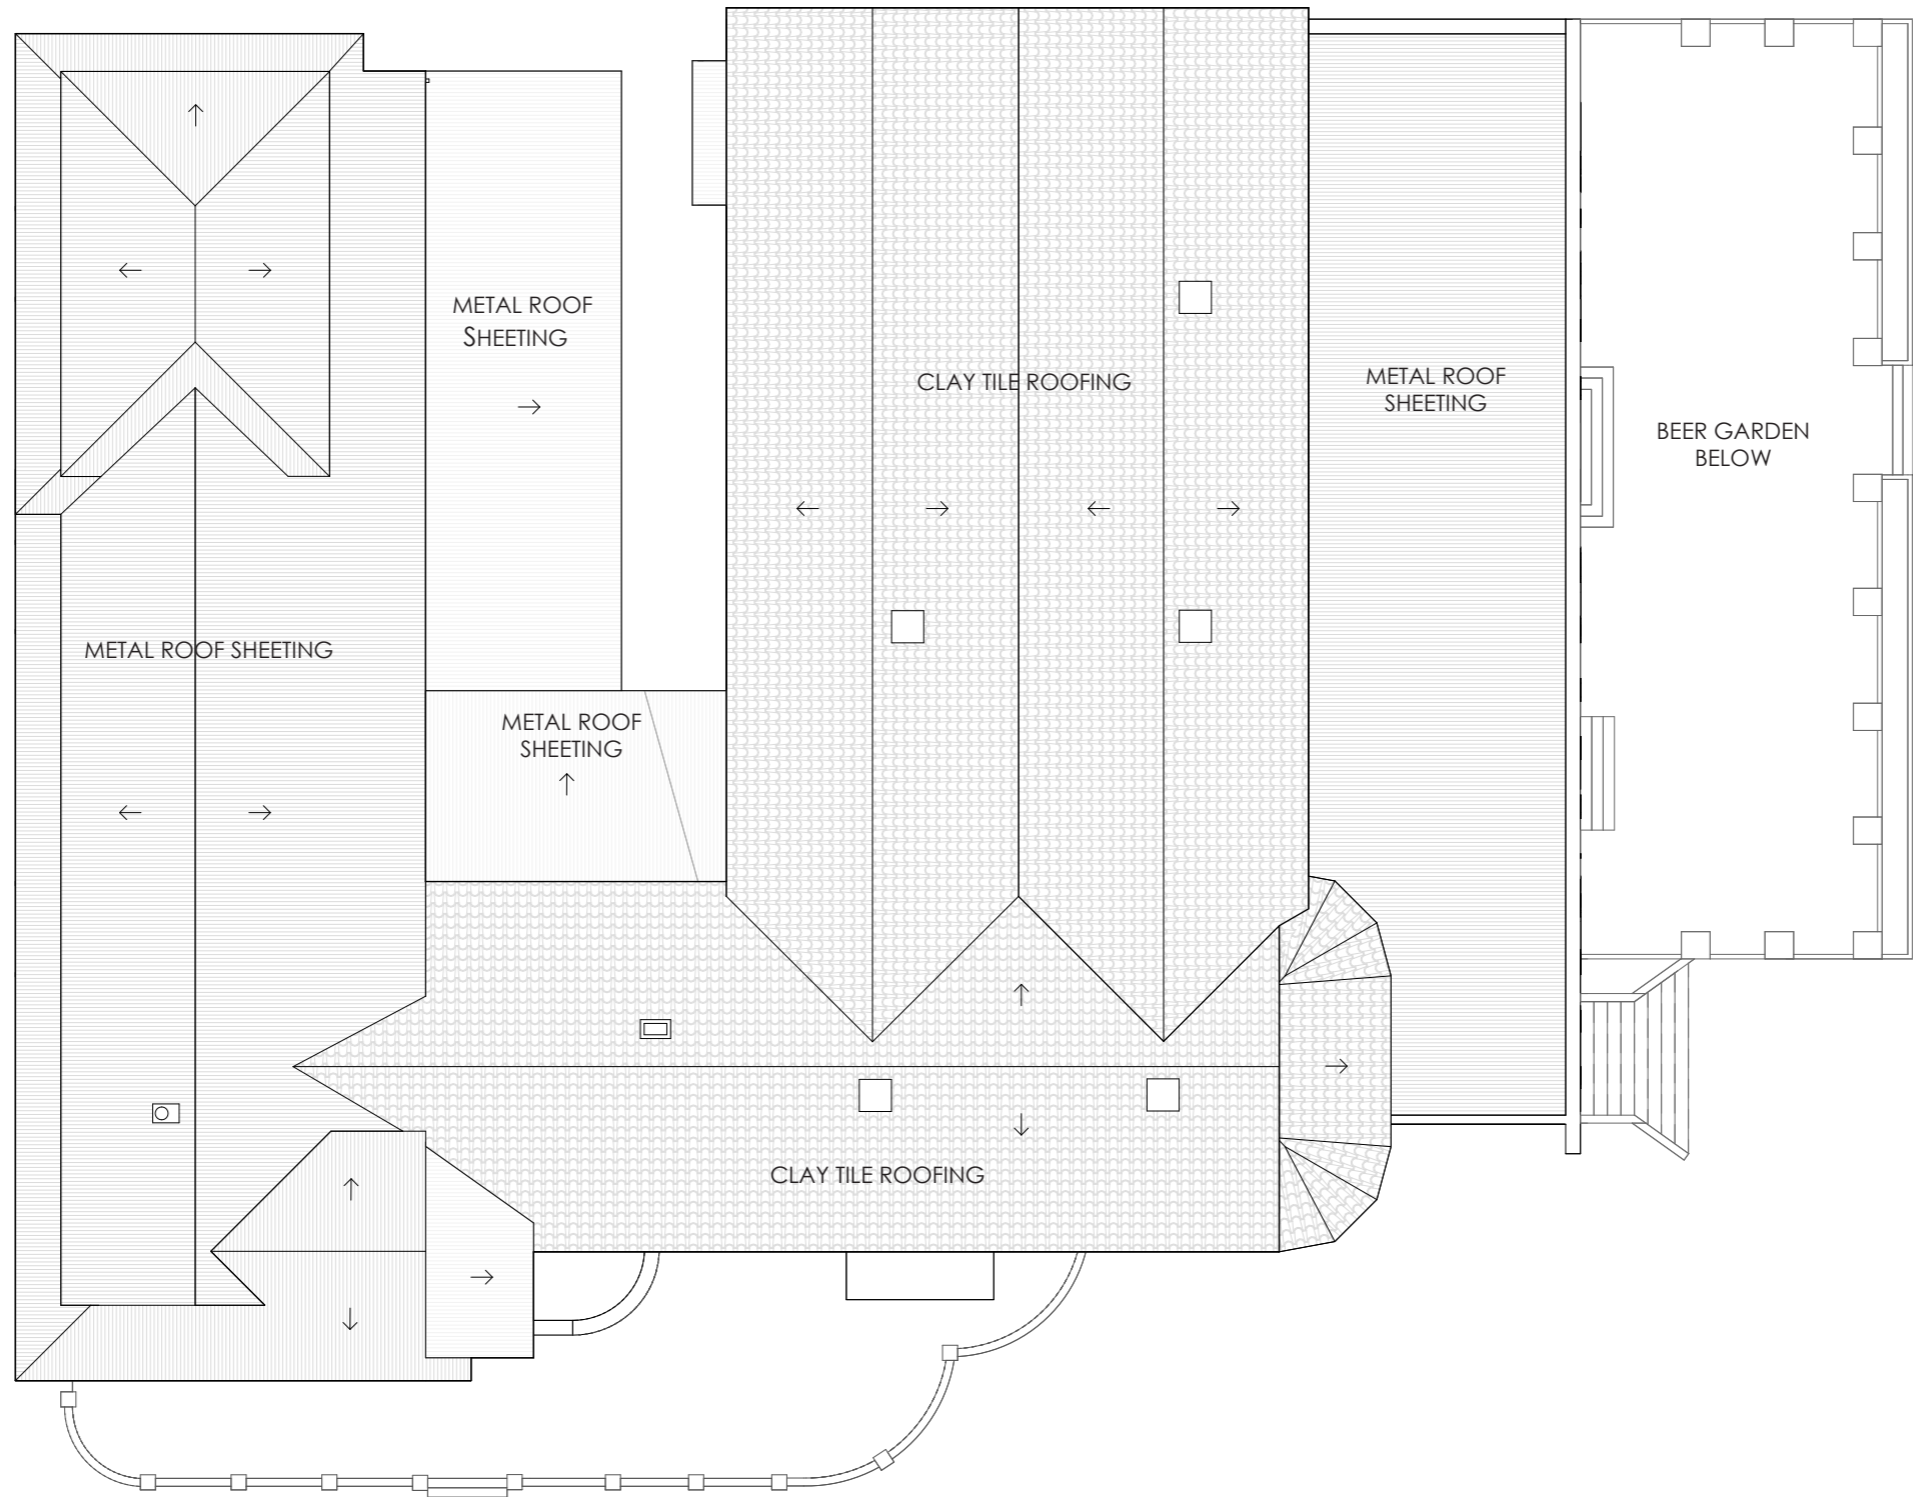 METAL ROOF
SHEETING
CLAY TILE ROOFING
METAL ROOF
SHEETING
BEER GARDEN
BELOW
METAL ROOF SHEETING
METAL ROOF
SHEETING
CLAY TILE ROOFING